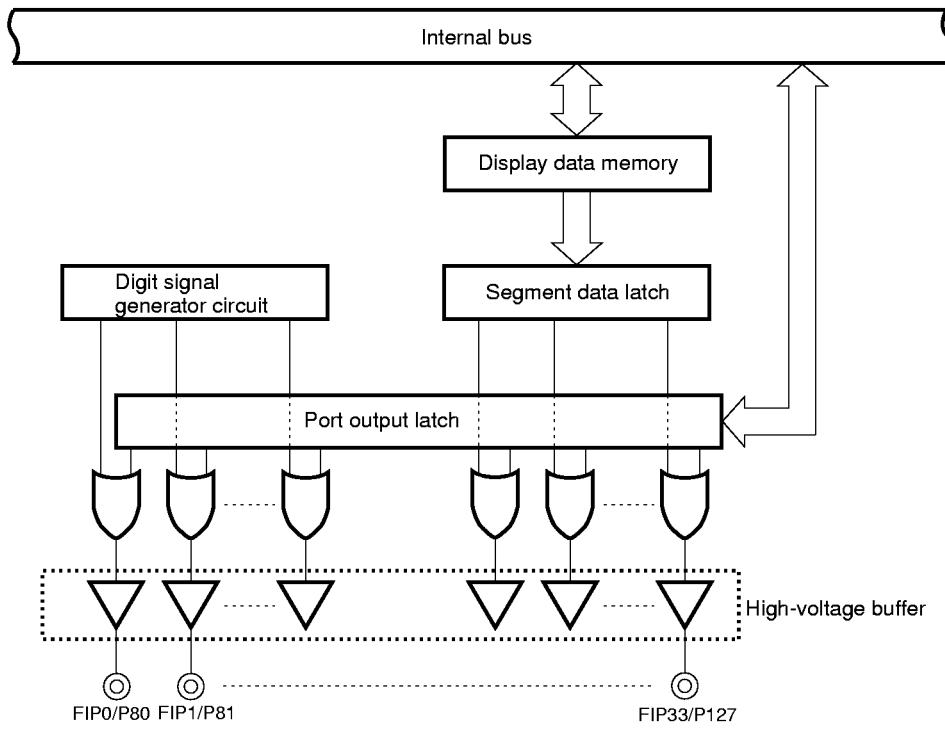 Internal bus
Display data memory
Digit signal
generator circuit
Segment data latch
Port output latch
High-voltage buffer
FIP0/P80 FIP1/P81 FIP33/P127